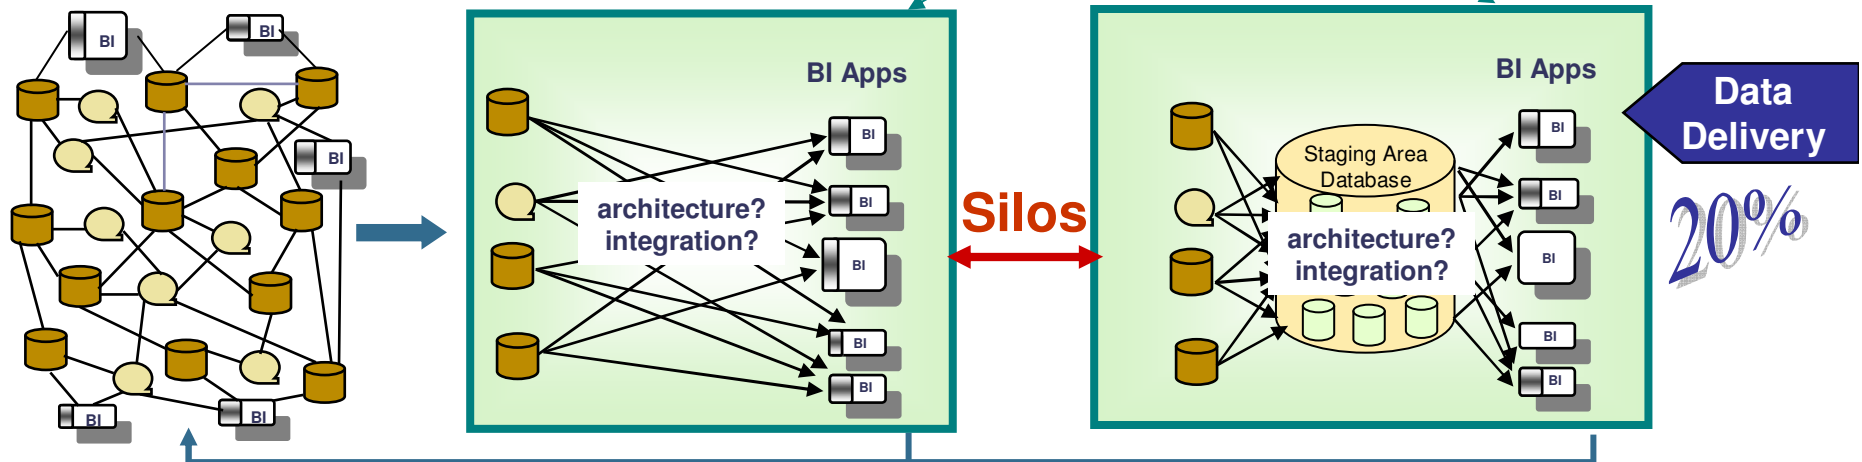 BI
BI
BI
BI
BI
BI Apps
BI
BI
BI
BI
BI
architecture?
integration?
Silos
BI Apps
Staging Area
Database
architecture?
integration?
BI
BI
BI
BI
BI
Data
Delivery
20%